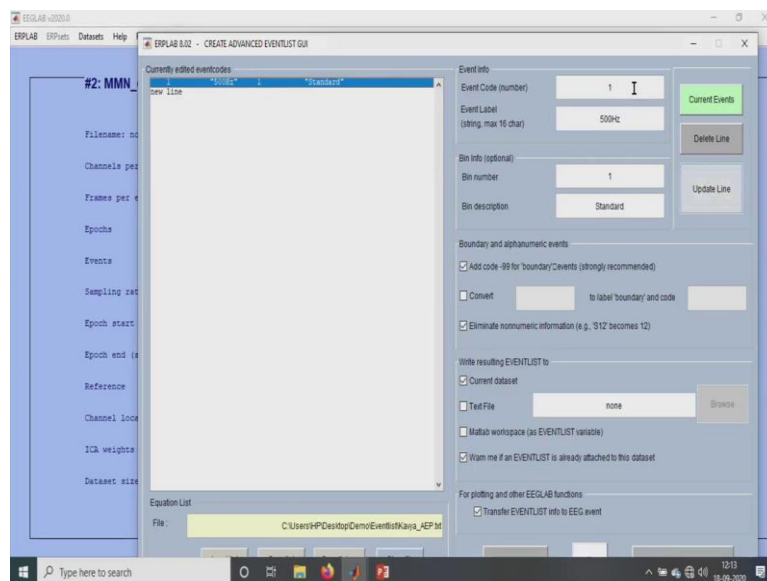 EEGLAB v2020.0
ERPLAB ERPsets Datasets Help
ERPLAB 8.02 - CREATE ADVANCED EVENTLIST GUI
#2: MMN_
Filename: no
Channels per
Frames per e
Epochs
Events
Sampling rat
Epoch start
Epoch end (s
Reference
Channel loca
ICA weights
Dataset size
Currently edited eventcodes
1 "500Hz" 1 "Standard"
new line
Equation List
File : C:\Users\HP\Desktop\Demo\Eventlist\Kavya_AEP.txt
Event Info
Event Code (number) 1
Event Label
(string, max 16 char) 500Hz
Current Events
Delete Line
Update Line
Bin Info (optional)
Bin number 1
Bin description Standard
Boundary and alphanumeric events
Add code -99 for 'boundary' events (strongly recommended)
Convert to label 'boundary' and code
Eliminate nonnumeric information (e.g., 'S12' becomes 12)
Write resulting EVENTLIST to
Current dataset
Text File none Browse
Matlab workspace (as EVENTLIST variable)
Warn me if an EVENTLIST is already attached to this dataset
For plotting and other EEGLAB functions
Transfer EVENTLIST info to EEG event
Type here to search
12:13
18-09-2020